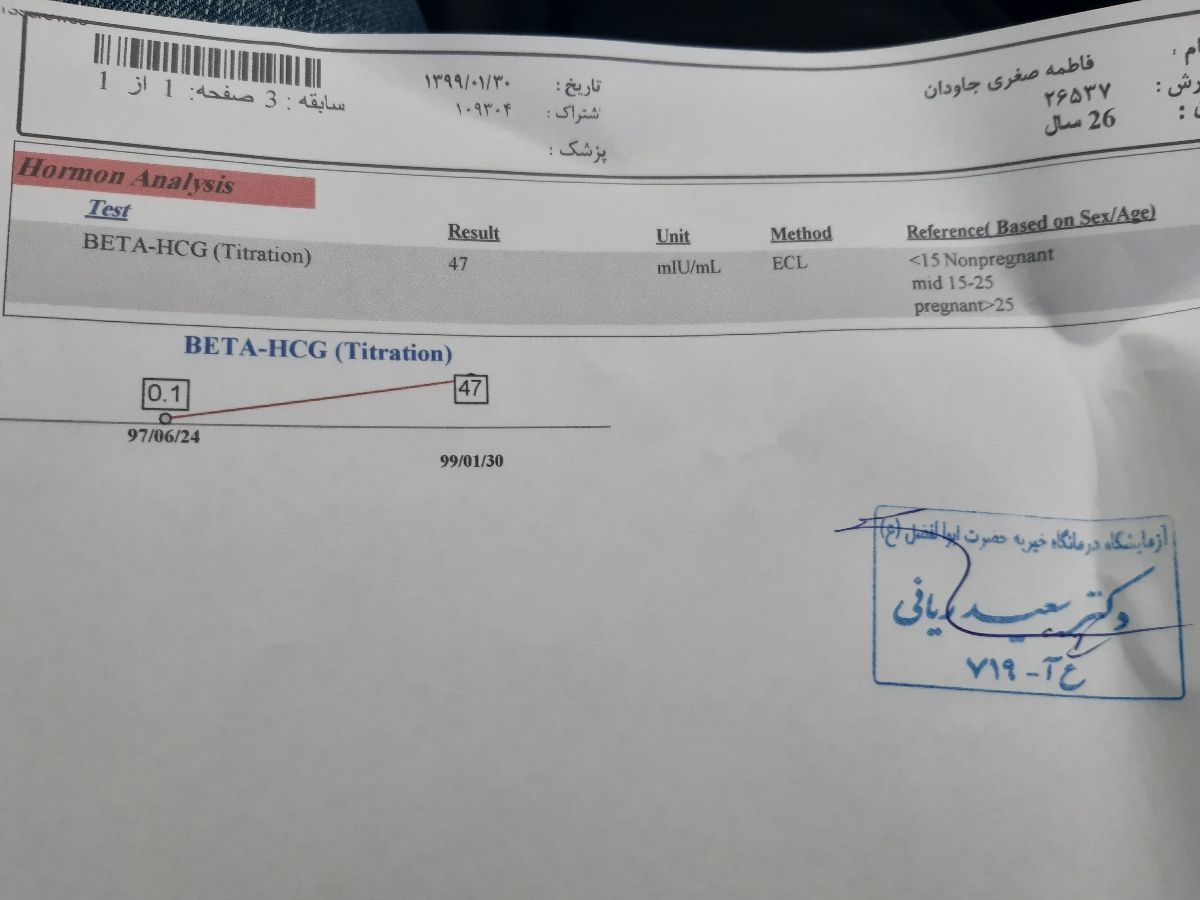 فاطمه صغری جاودان
۲۶۵۳۷
26 سال
تاریخ : ۱۳۹۹/۰۱/۳۰
اشتراک : ۱۰۹۳۰۴
پزشک :
سابقه : 3 صفحه: 1 از 1
Hormon Analysis
Test Result Unit Method Reference( Based on Sex/Age)
BETA-HCG (Titration) 47 mIU/mL ECL <15 Nonpregnant
mid 15-25
pregnant>25
BETA-HCG (Titration)
0.1 47
97/06/24 99/01/30
آزمایشگاه درمانگاه خیریه حضرت ابوالفضل (ع)
دکتر سعید ریافی
ع آ - ۷۱۹